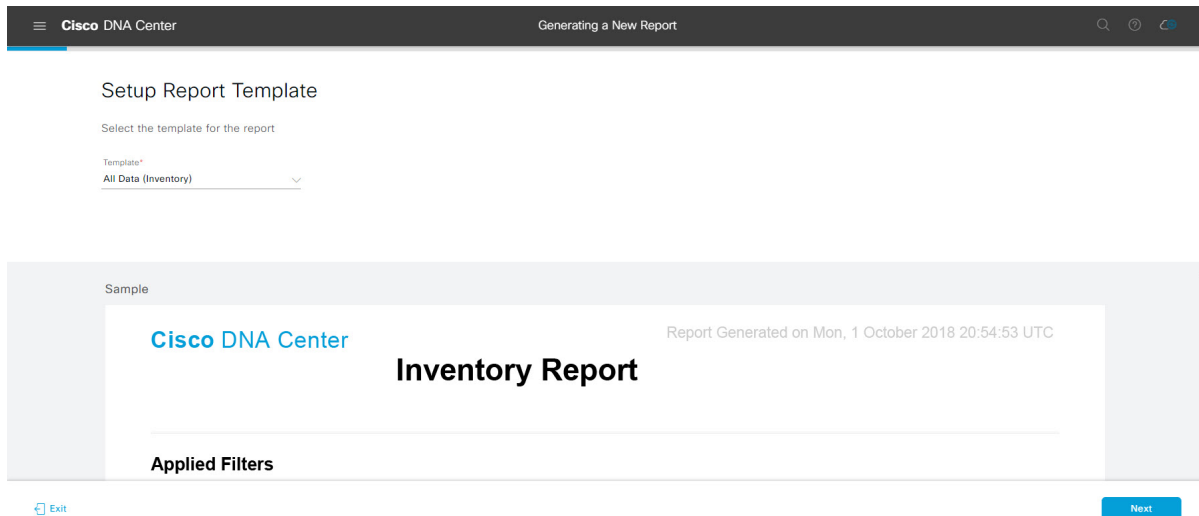 Cisco DNA Center
Generating a New Report
Setup Report Template
Select the template for the report
Template*
All Data (Inventory)
Sample
Cisco DNA Center
Report Generated on Mon, 1 October 2018 20:54:53 UTC
Inventory Report
Applied Filters
Exit
Next